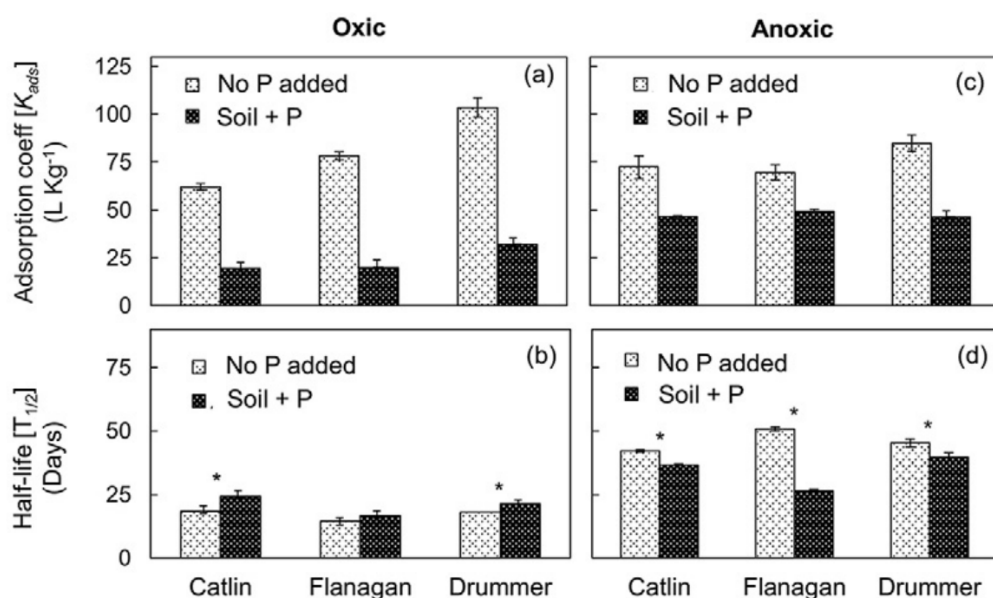 Oxic
Anoxic
Adsorption coeff [K_ads]
(L Kg⁻¹)
125
100
75
50
25
0
No P added
Soil + P
(a)
No P added
Soil + P
(c)
Half-life [T₁/₂]
(Days)
75
50
25
0
No P added
Soil + P
(b)
*
*
No P added
Soil + P
(d)
*
*
*
Catlin
Flanagan
Drummer
Catlin
Flanagan
Drummer